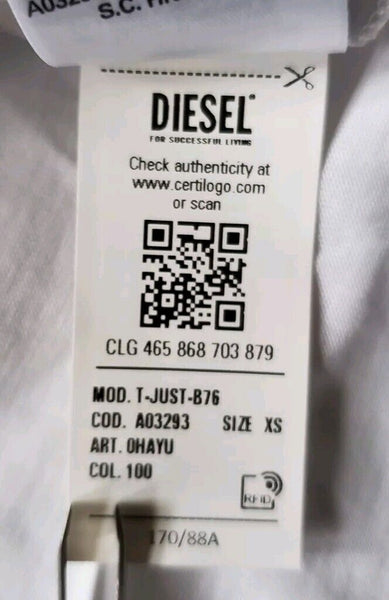 S.C.
DIESEL®
FOR SUCCESSFUL LIVING
Check authenticity at
www.certilogo.com
or scan
CLG 465 868 703 879
MOD. T-JUST-B76
COD. A03293 SIZE XS
ART. OHAYU
COL. 100
RFID
170/88A